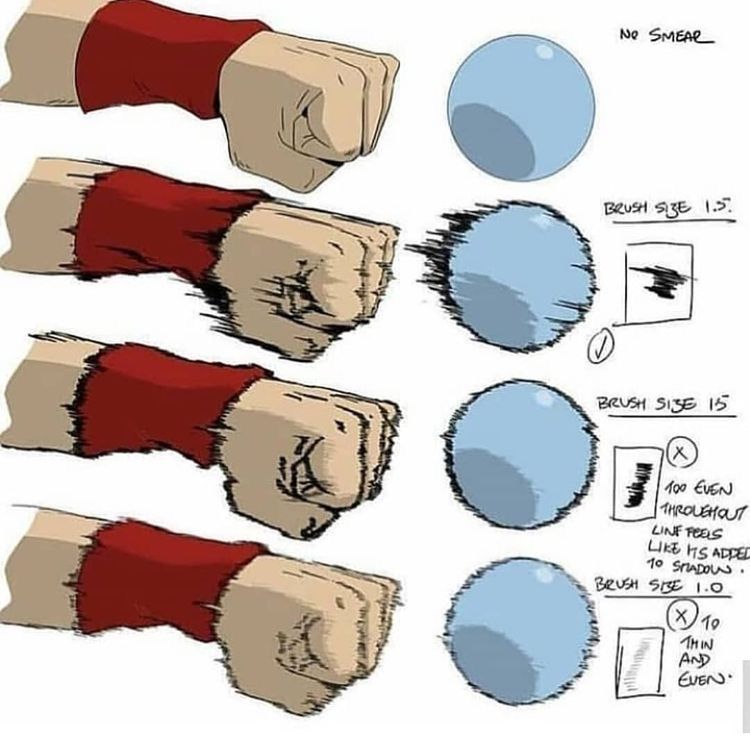 No SMEAR
BRUSH SIZE 1.5.
BRUSH SIZE 15
TOO EVEN
THROUGHOUT
LINE FEELS
LIKE ITS ADDED
TO SHADOW.
BRUSH SIZE 1.0
TO
THIN
AND
EVEN.